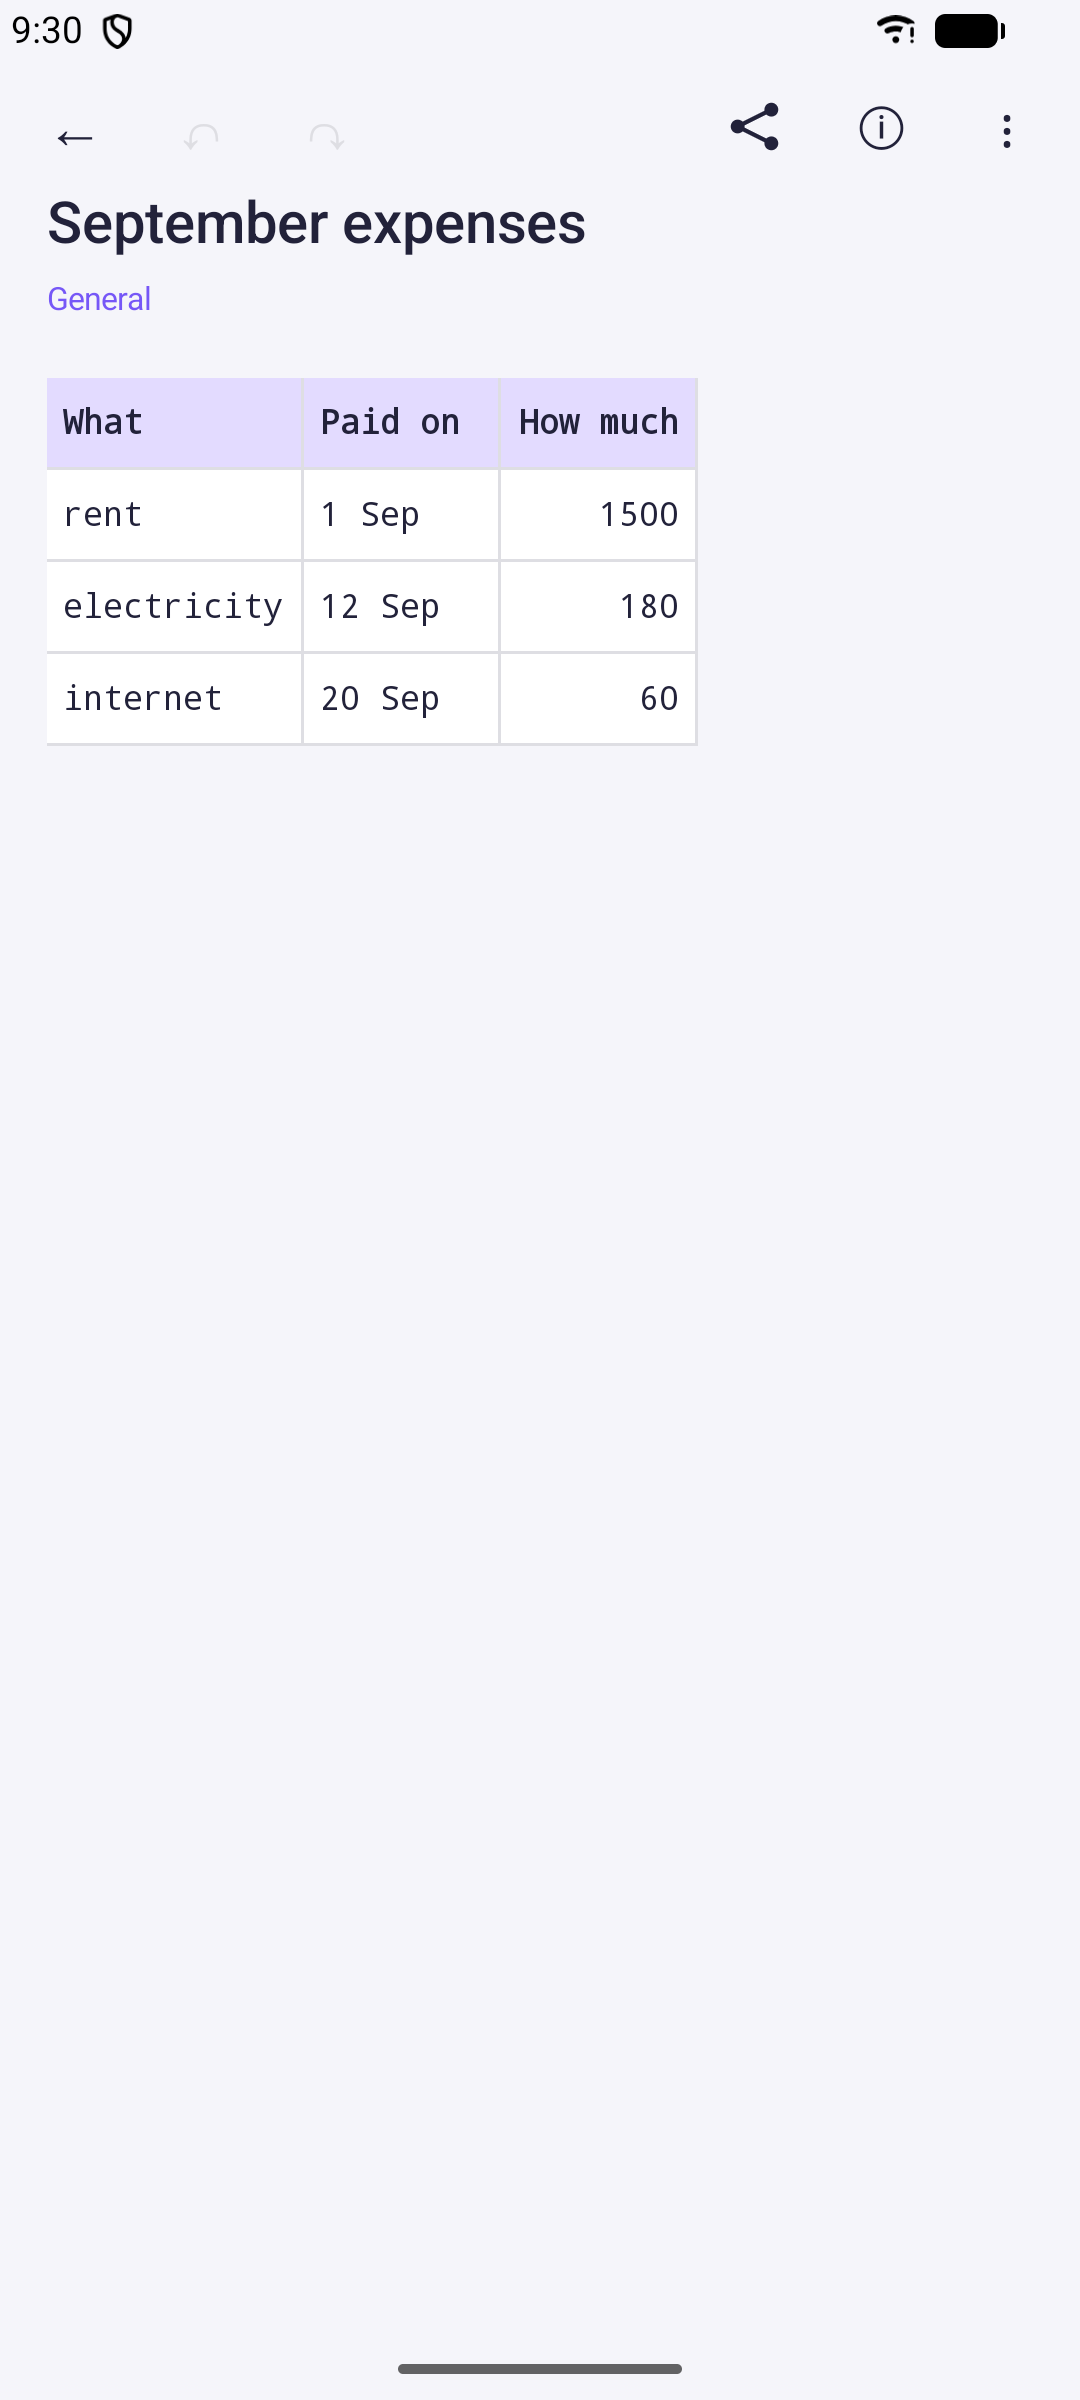 9:30
September expenses
General
What Paid on How much
rent 1 Sep 1500
electricity 12 Sep 180
internet 20 Sep 60